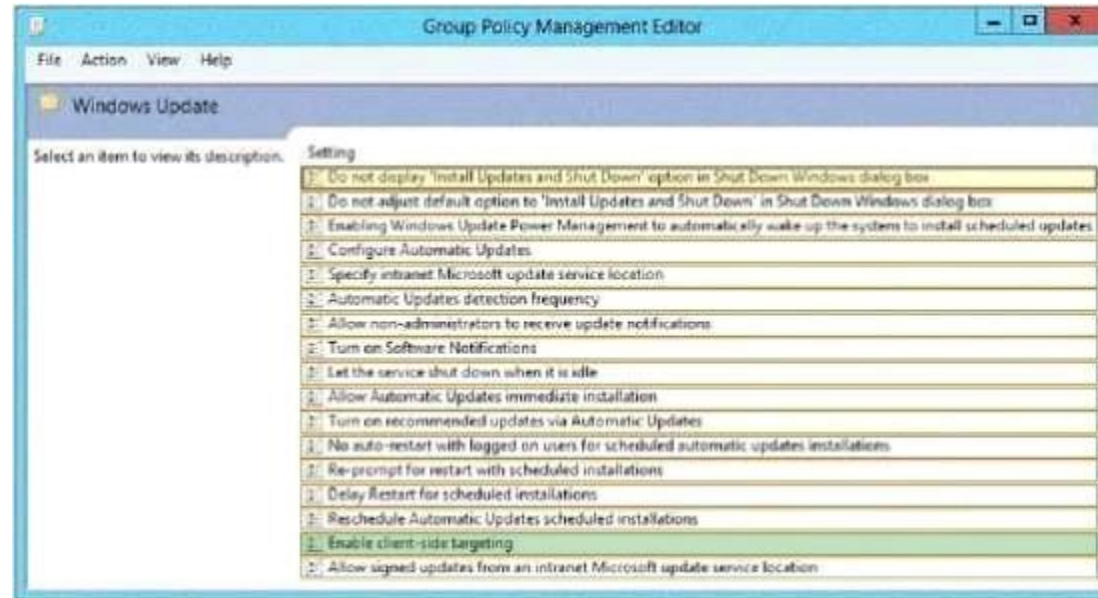 Group Policy Management Editor
File Action View Help
Windows Update
Select an item to view its description.
Setting
Do not display 'Install Updates and Shut Down' option in Shut Down Windows dialog box
Do not adjust default option to 'Install Updates and Shut Down' in Shut Down Windows dialog box
Enabling Windows Update Power Management to automatically wake up the system to install scheduled updates
Configure Automatic Updates
Specify intranet Microsoft update service location
Automatic Updates detection frequency
Allow non-administrators to receive update notifications
Turn on Software Notifications
Let the service shut down when it is idle
Allow Automatic Updates immediate installation
Turn on recommended updates via Automatic Updates
No auto-restart with logged on users for scheduled automatic updates installations
Re-prompt for restart with scheduled installations
Delay Restart for scheduled installations
Reschedule Automatic Updates scheduled installations
Enable client-side targeting
Allow signed updates from an intranet Microsoft update service location